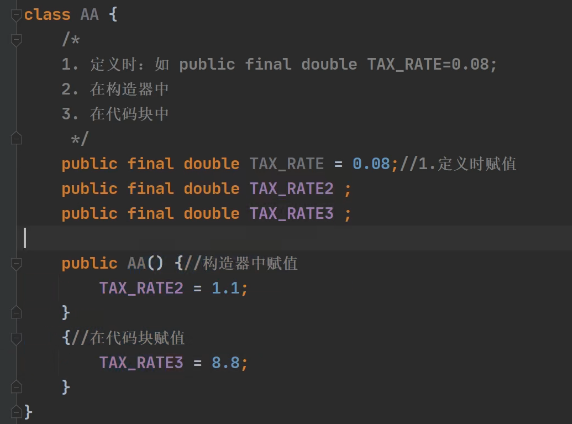 class AA {
/*
1. 定义时：如 public final double TAX_RATE=0.08;
2. 在构造器中
3. 在代码块中
*/
public final double TAX_RATE = 0.08;//1.定义时赋值
public final double TAX_RATE2 ;
public final double TAX_RATE3 ;
public AA() {//构造器中赋值
TAX_RATE2 = 1.1;
}
{//在代码块赋值
TAX_RATE3 = 8.8;
}
}